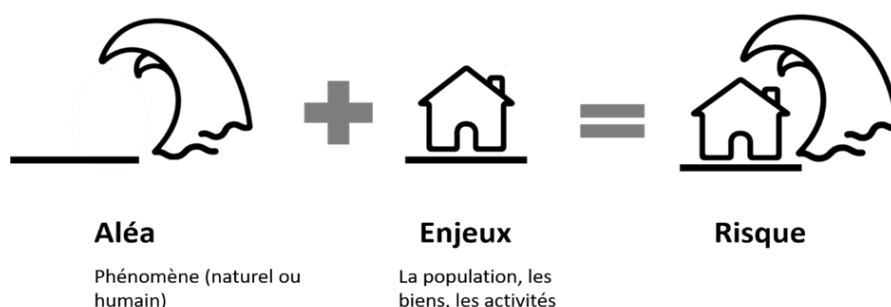 Aléa
Enjeux
Risque
Phénomène (naturel ou
humain)
La population, les
biens, les activités